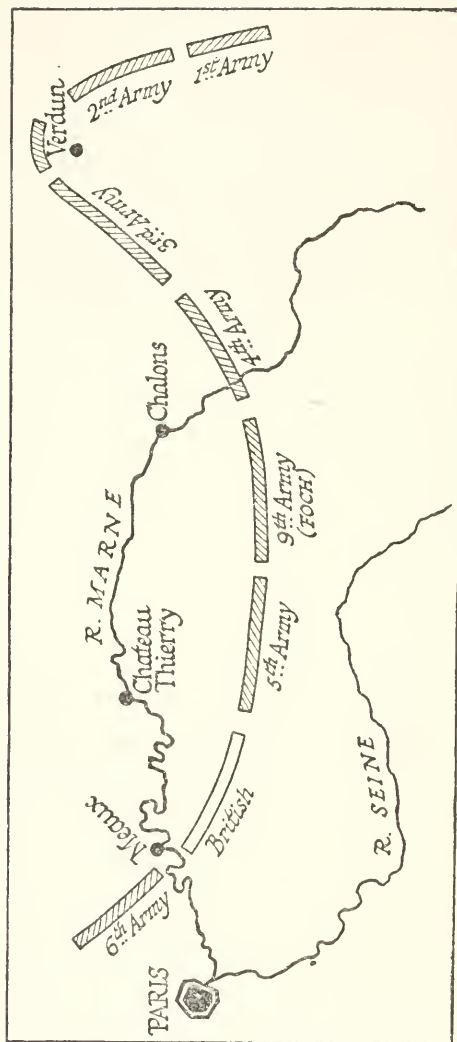 Verdun.
2nd Army
1st Army
3rd Army
4th Army
Chalons
R. MARNE
9th Army
(FOCH)
Chateau
Thierry
5th Army
Meaux
British
6th Army
R. SEINE
PARIS